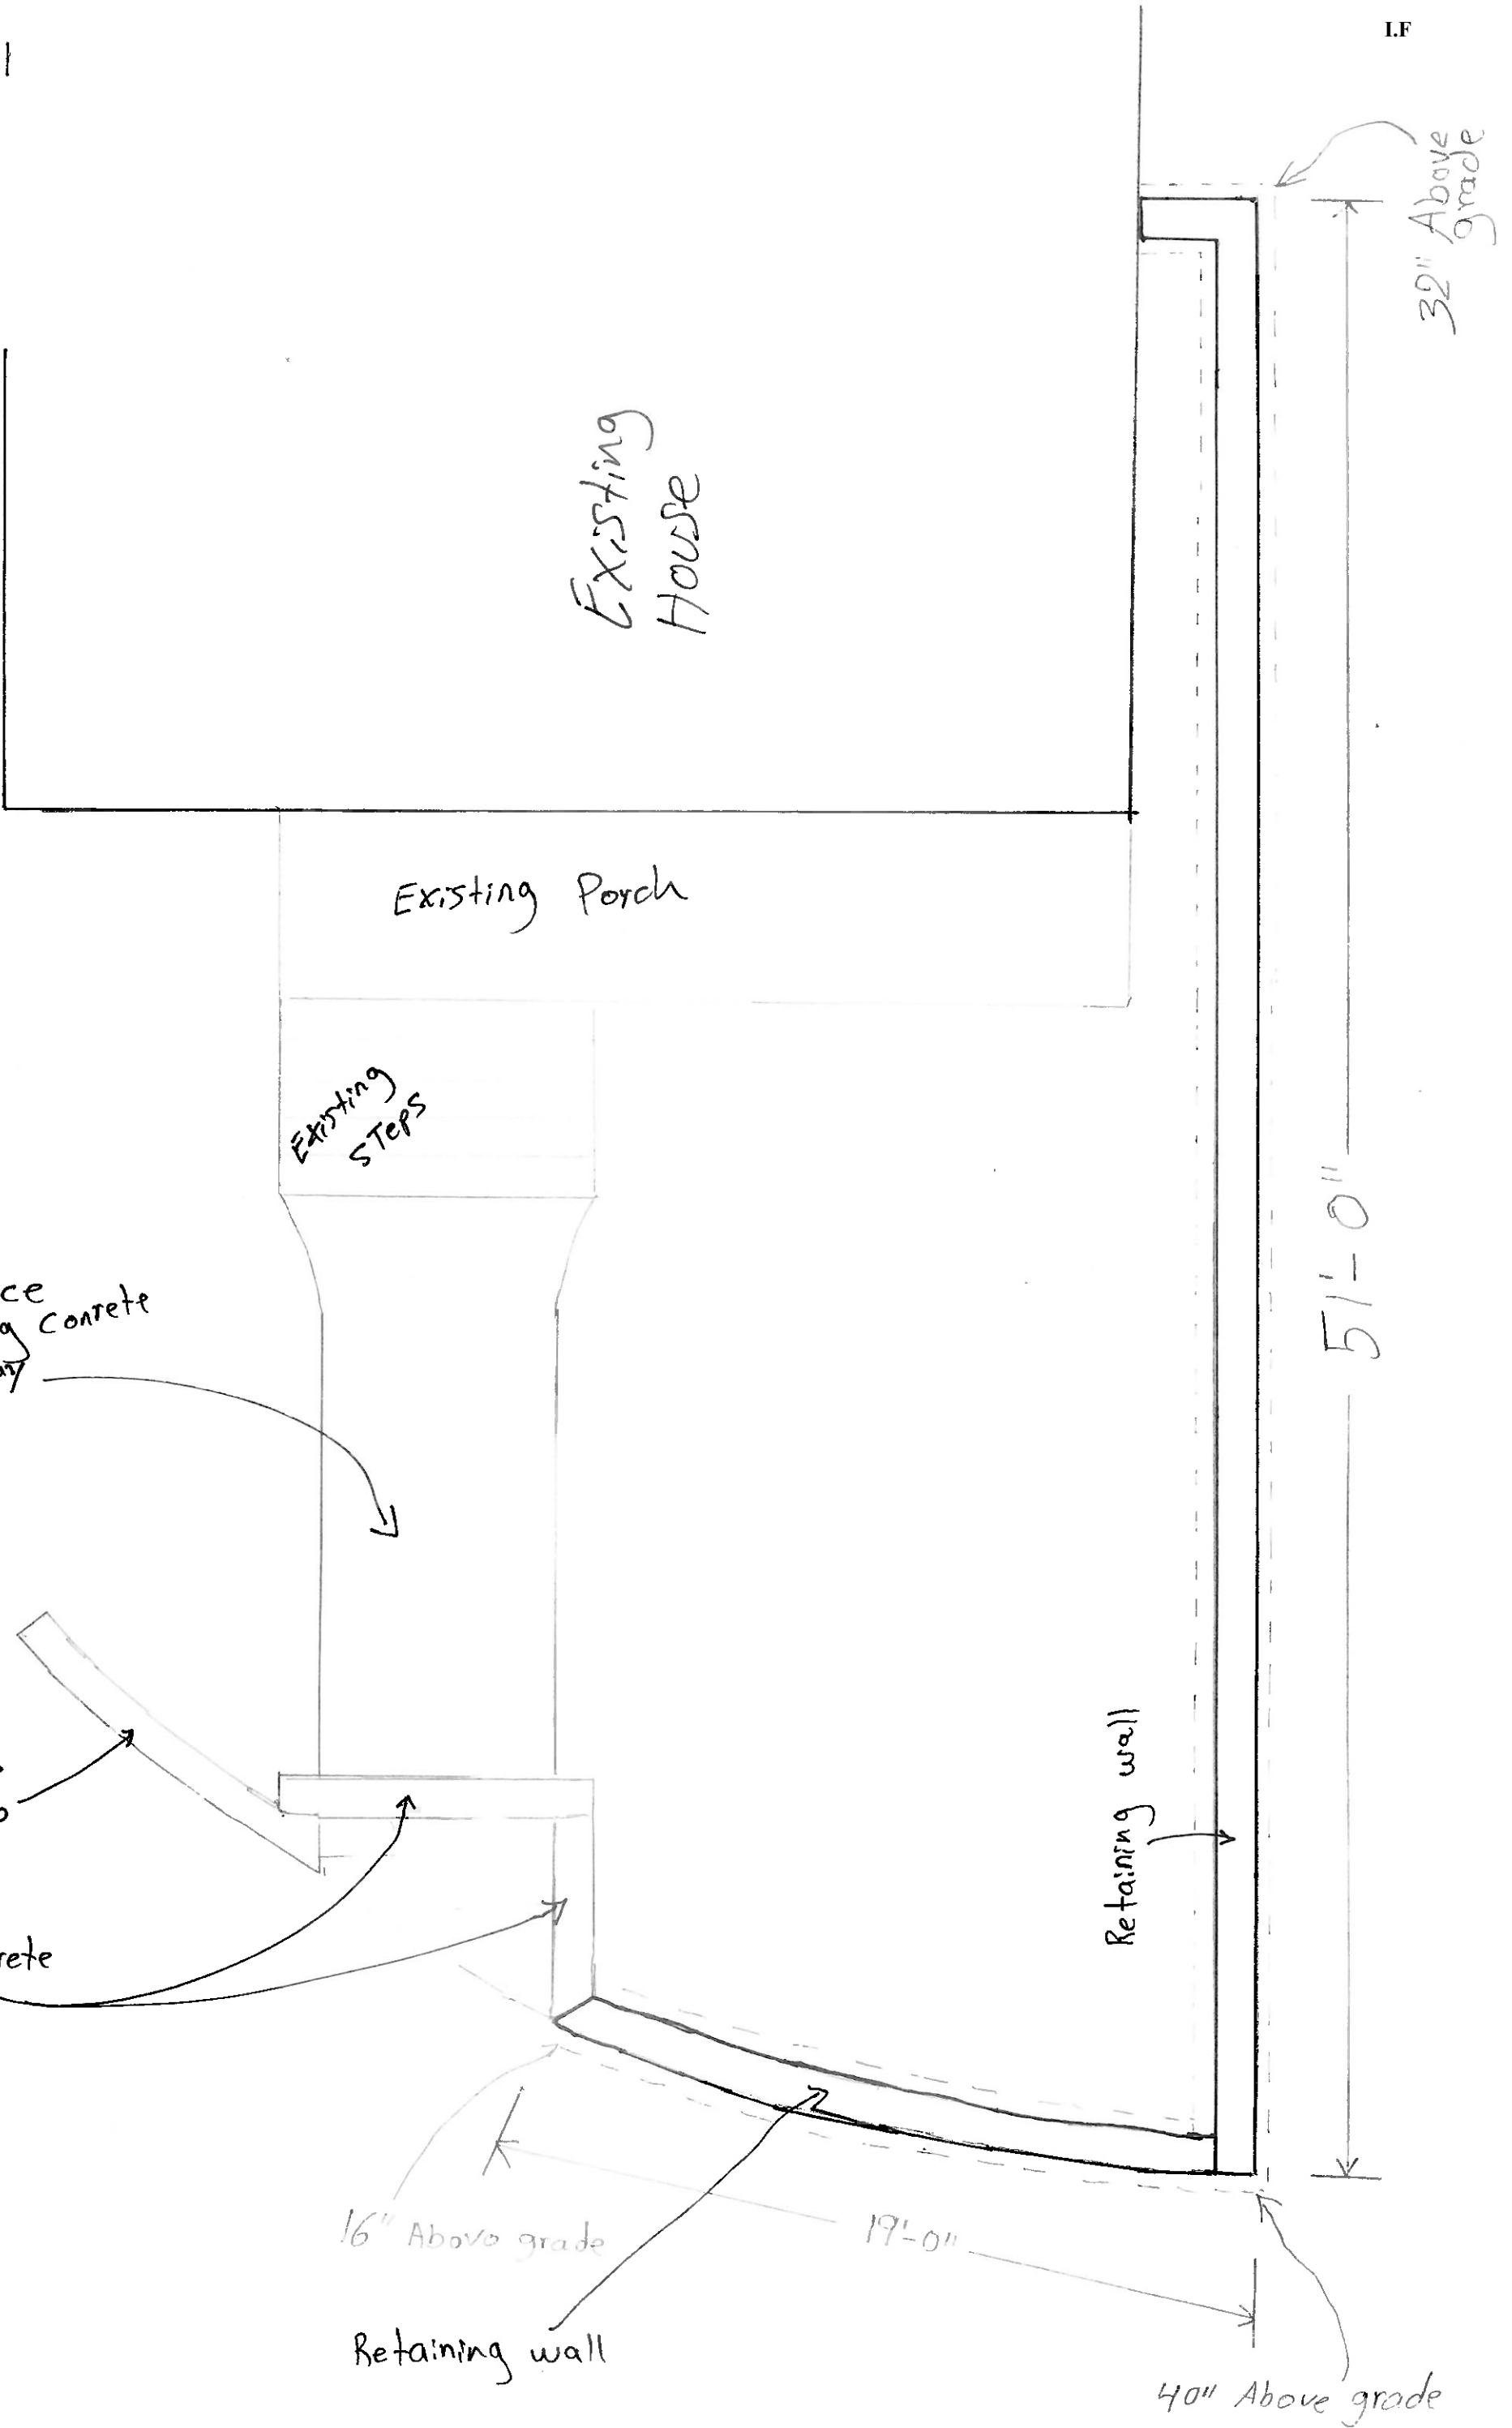 I.F
32" Above
grade
Existing
House
Existing Porch
Existing
STeps
ce
g Conrete
51'-0"
Retaining wall
rete
16" Above grade
19'-0"
Retaining wall
40" Above grade